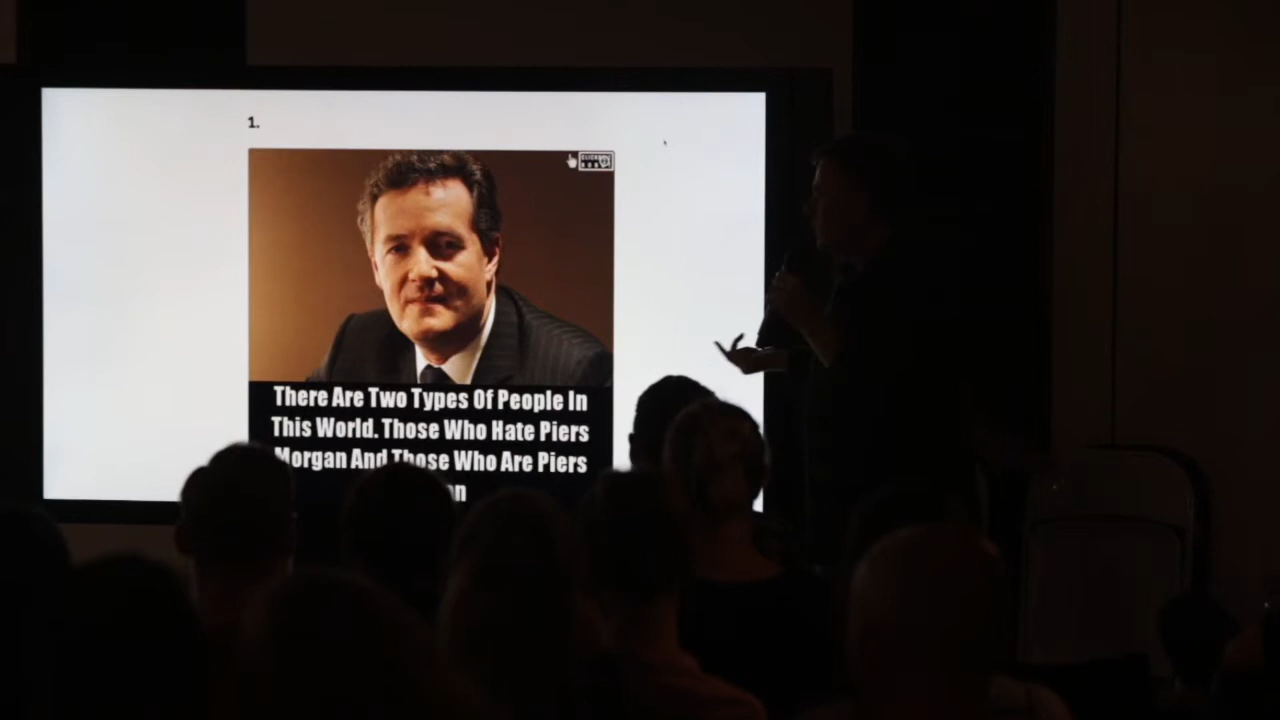 1.
There Are Two Types Of People In
This World. Those Who Hate Piers
Morgan And Those Who Are Piers